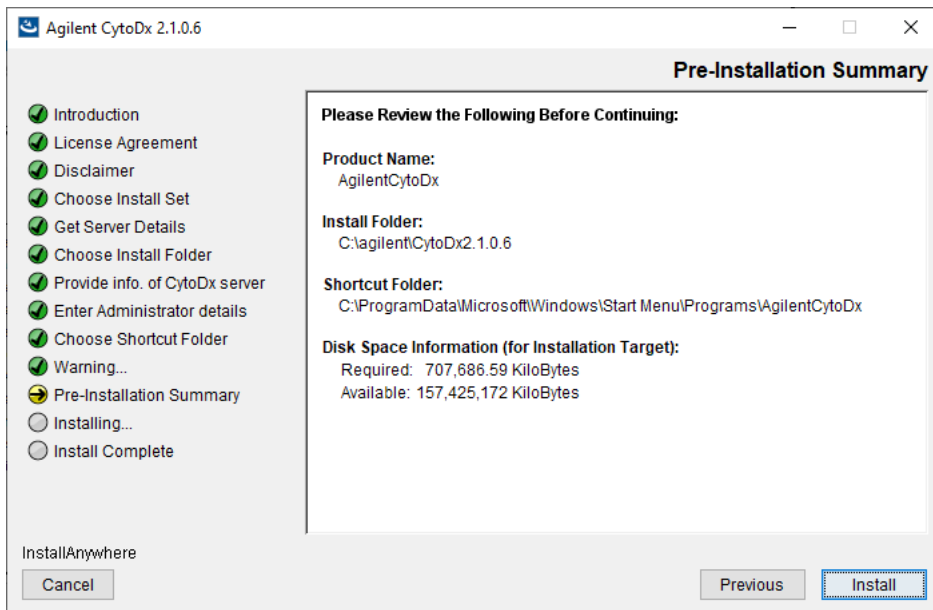 Agilent CytoDx 2.1.0.6
Pre-Installation Summary
Introduction
License Agreement
Disclaimer
Choose Install Set
Get Server Details
Choose Install Folder
Provide info. of CytoDx server
Enter Administrator details
Choose Shortcut Folder
Warning...
Pre-Installation Summary
Installing...
Install Complete
Please Review the Following Before Continuing:
Product Name:
AgilentCytoDx
Install Folder:
C:\agilent\CytoDx2.1.0.6
Shortcut Folder:
C:\ProgramData\Microsoft\Windows\Start Menu\Programs\AgilentCytoDx
Disk Space Information (for Installation Target):
Required: 707,686.59 KiloBytes
Available: 157,425,172 KiloBytes
InstallAnywhere
Cancel
Previous
Install